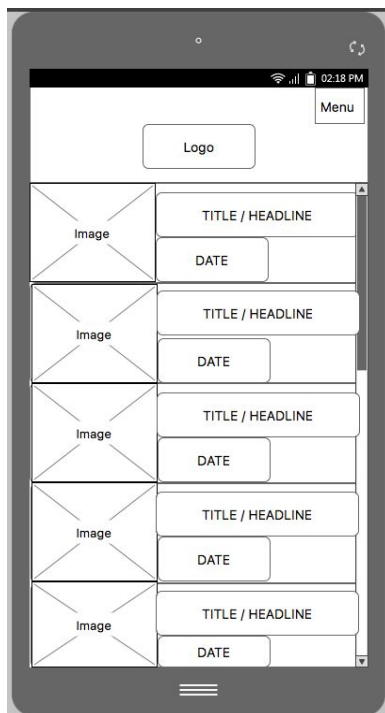 02:18 PM
Menu
Logo
Image
TITLE / HEADLINE
DATE
Image
TITLE / HEADLINE
DATE
Image
TITLE / HEADLINE
DATE
Image
TITLE / HEADLINE
DATE
Image
TITLE / HEADLINE
DATE